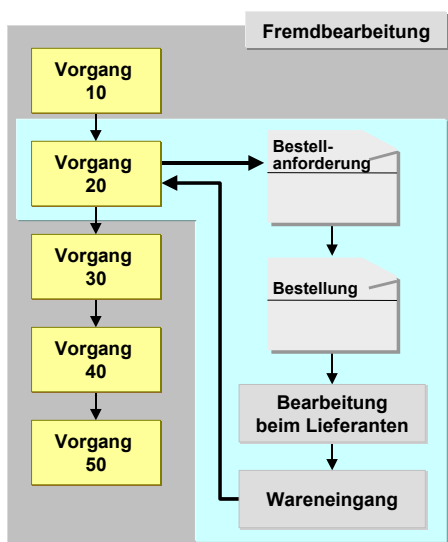 Fremdbearbeitung
Vorgang
10
Vorgang
20
Vorgang
30
Vorgang
40
Vorgang
50
Bestell-
anforderung
Bestellung
Bearbeitung
beim Lieferanten
Wareneingang